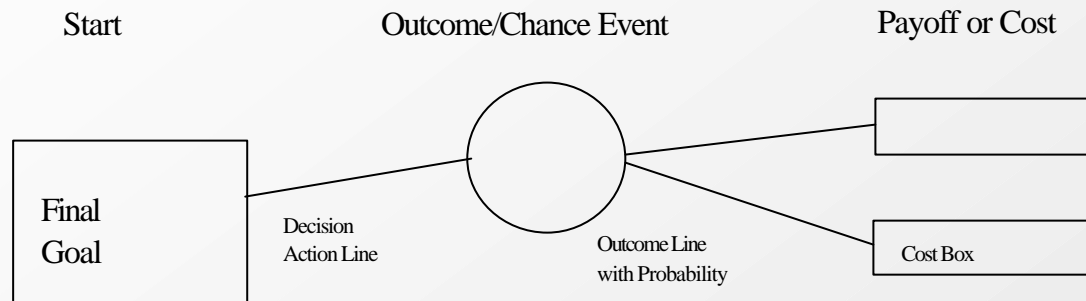 Start
Outcome/Chance Event
Payoff or Cost
Final
Goal
Decision
Action Line
Outcome Line
with Probability
Cost Box